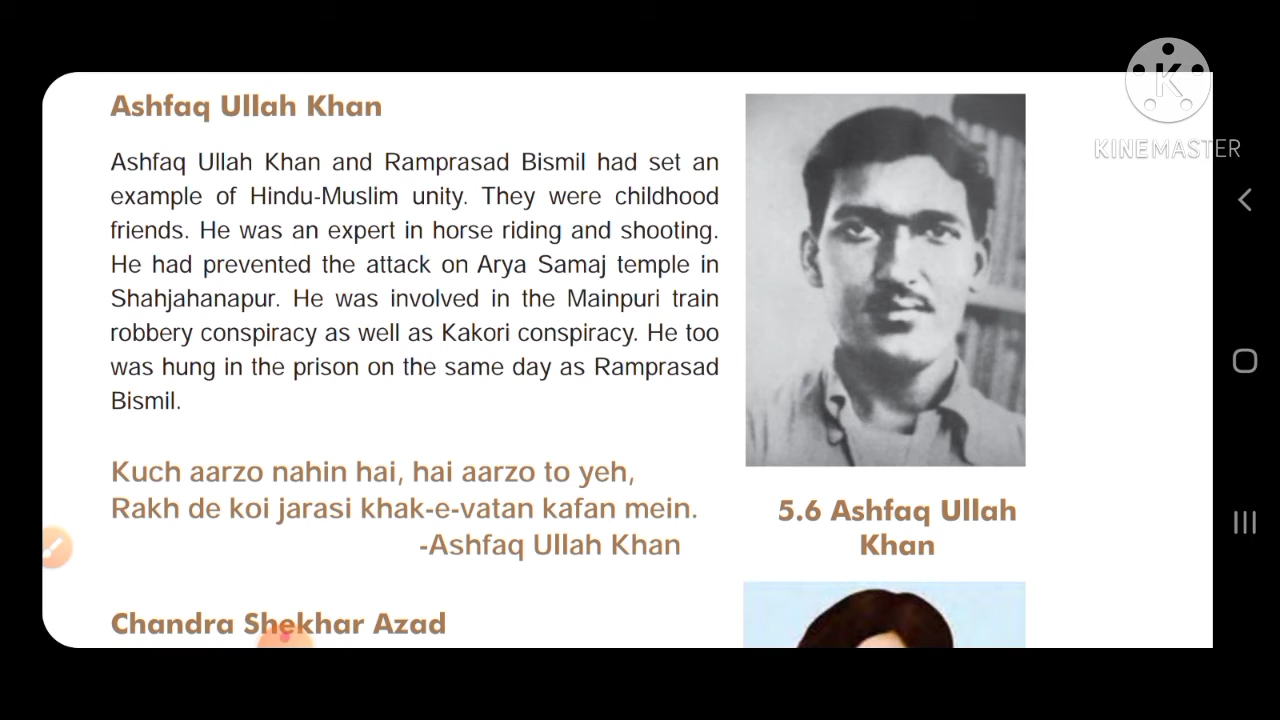 Ashfaq Ullah Khan
Ashfaq Ullah Khan and Ramprasad Bismil had set an
example of Hindu-Muslim unity. They were childhood
friends. He was an expert in horse riding and shooting.
He had prevented the attack on Arya Samaj temple in
Shahjahanapur. He was involved in the Mainpuri train
robbery conspiracy as well as Kakori conspiracy. He too
was hung in the prison on the same day as Ramprasad
Bismil.
Kuch aarzo nahin hai, hai aarzo to yeh,
Rakh de koi jarasi khak-e-vatan kafan mein.
-Ashfaq Ullah Khan
Chandra Shekhar Azad
5.6 Ashfaq Ullah
Khan
K
KINEMASTER